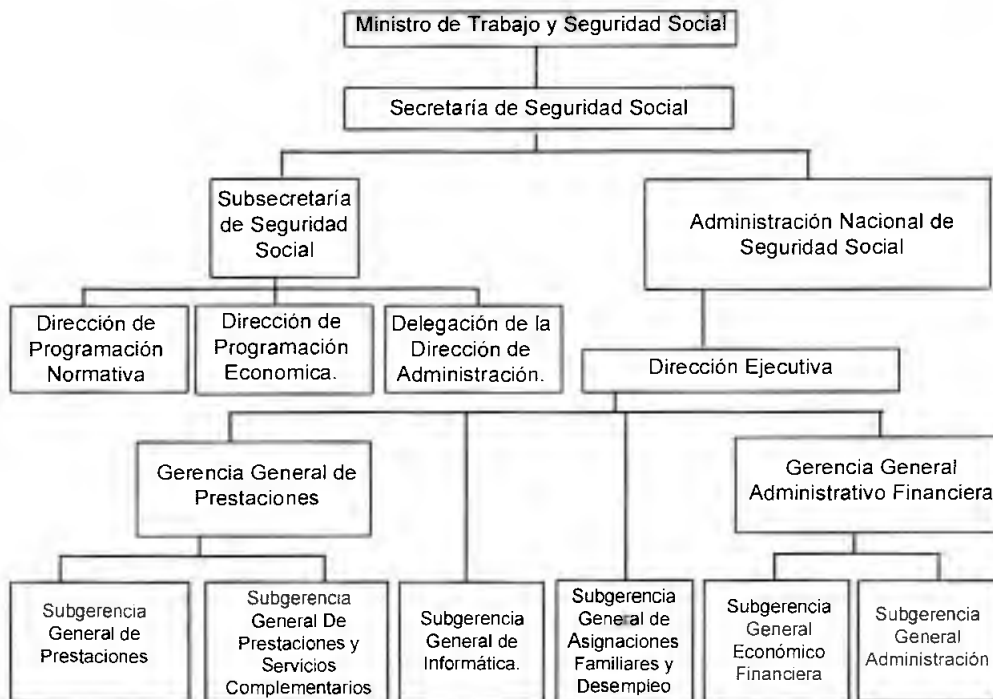 Ministro de Trabajo y Seguridad Social
Secretaría de Seguridad Social
Subsecretaría
de Seguridad
Social
Administración Nacional de
Seguridad Social
Dirección de
Programación
Normativa
Dirección de
Programación
Economica.
Delegación de la
Dirección de
Administración.
Dirección Ejecutiva
Gerencia General de
Prestaciones
Gerencia General
Administrativo Financiera
Subgerencia
General de
Prestaciones
Subgerencia
General De
Prestaciones y
Servicios
Complementarios
Subgerencia
General de
Informática.
Subgerencia
General de
Asignaciones
Familiares y
Desempleo
Subgerencia
General
Económico
Financiera
Subgerencia
General
Administración